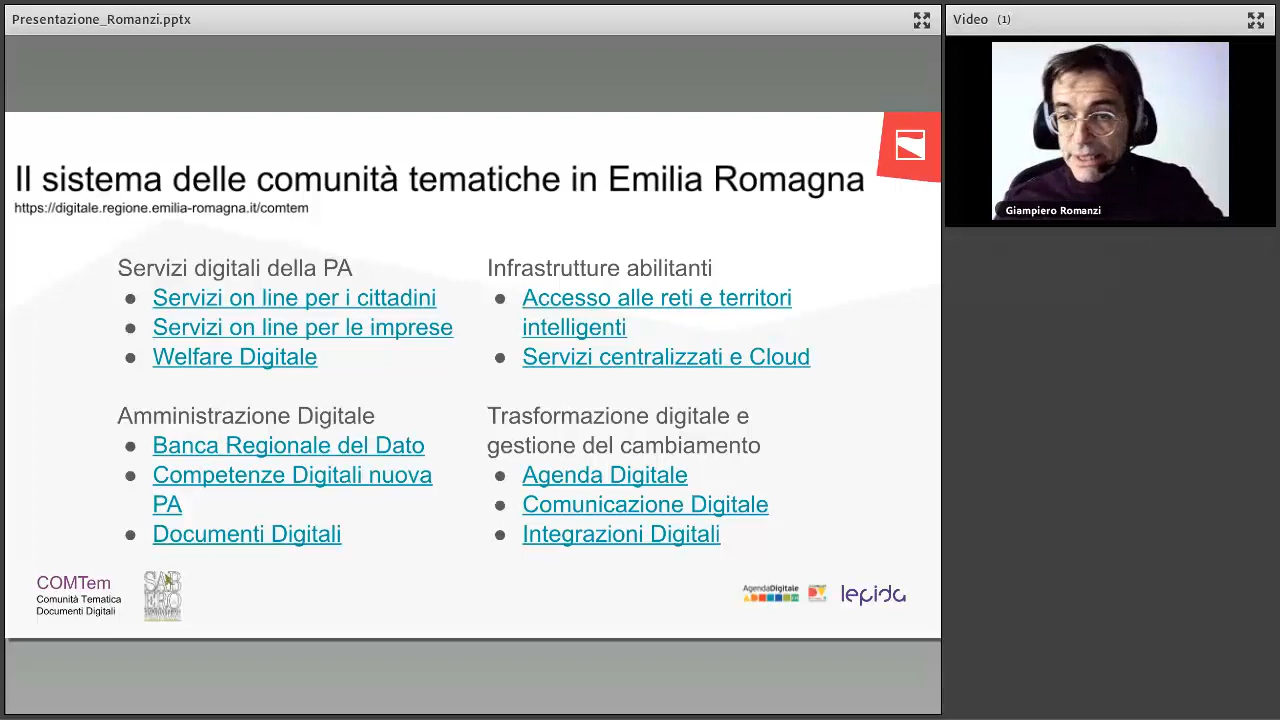 Presentazione_Romanzi.pptx
Video (1)
Giampiero Romanzi
Il sistema delle comunità tematiche in Emilia Romagna
https://digitale.regione.emilia-romagna.it/comtem
Servizi digitali della PA
● Servizi on line per i cittadini
● Servizi on line per le imprese
● Welfare Digitale
Amministrazione Digitale
● Banca Regionale del Dato
● Competenze Digitali nuova
PA
● Documenti Digitali
Infrastrutture abilitanti
● Accesso alle reti e territori
intelligenti
● Servizi centralizzati e Cloud
Trasformazione digitale e
gestione del cambiamento
● Agenda Digitale
● Comunicazione Digitale
● Integrazioni Digitali
COMTem
Comunità Tematica
Documenti Digitali
SAB
ERO
AgendaDigitale
lepida